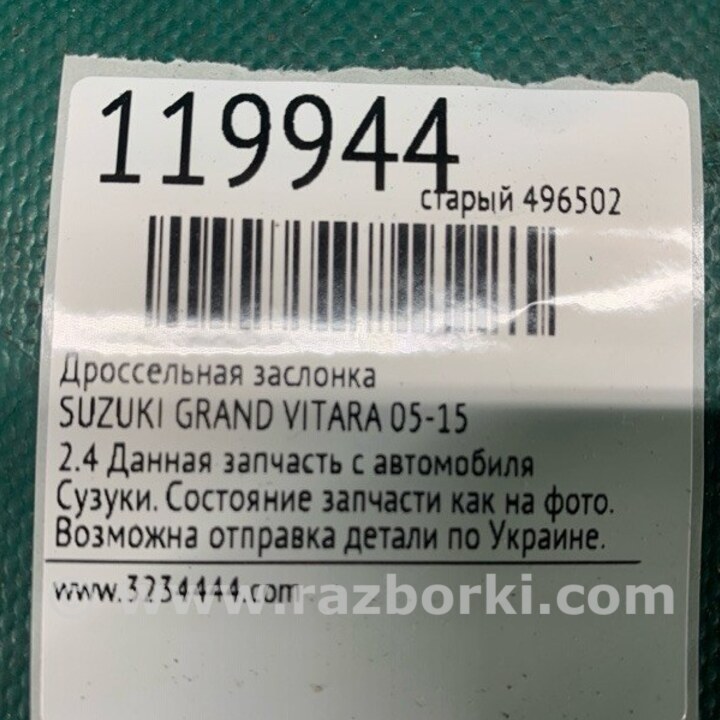 119944
старый 496502
Дроссельная заслонка
SUZUKI GRAND VITARA 05-15
2.4 Данная запчасть с автомобиля
Сузуки. Состояние запчасти как на фото.
Возможна отправка детали по Украине.
www.3234444.com
www.razborki.com